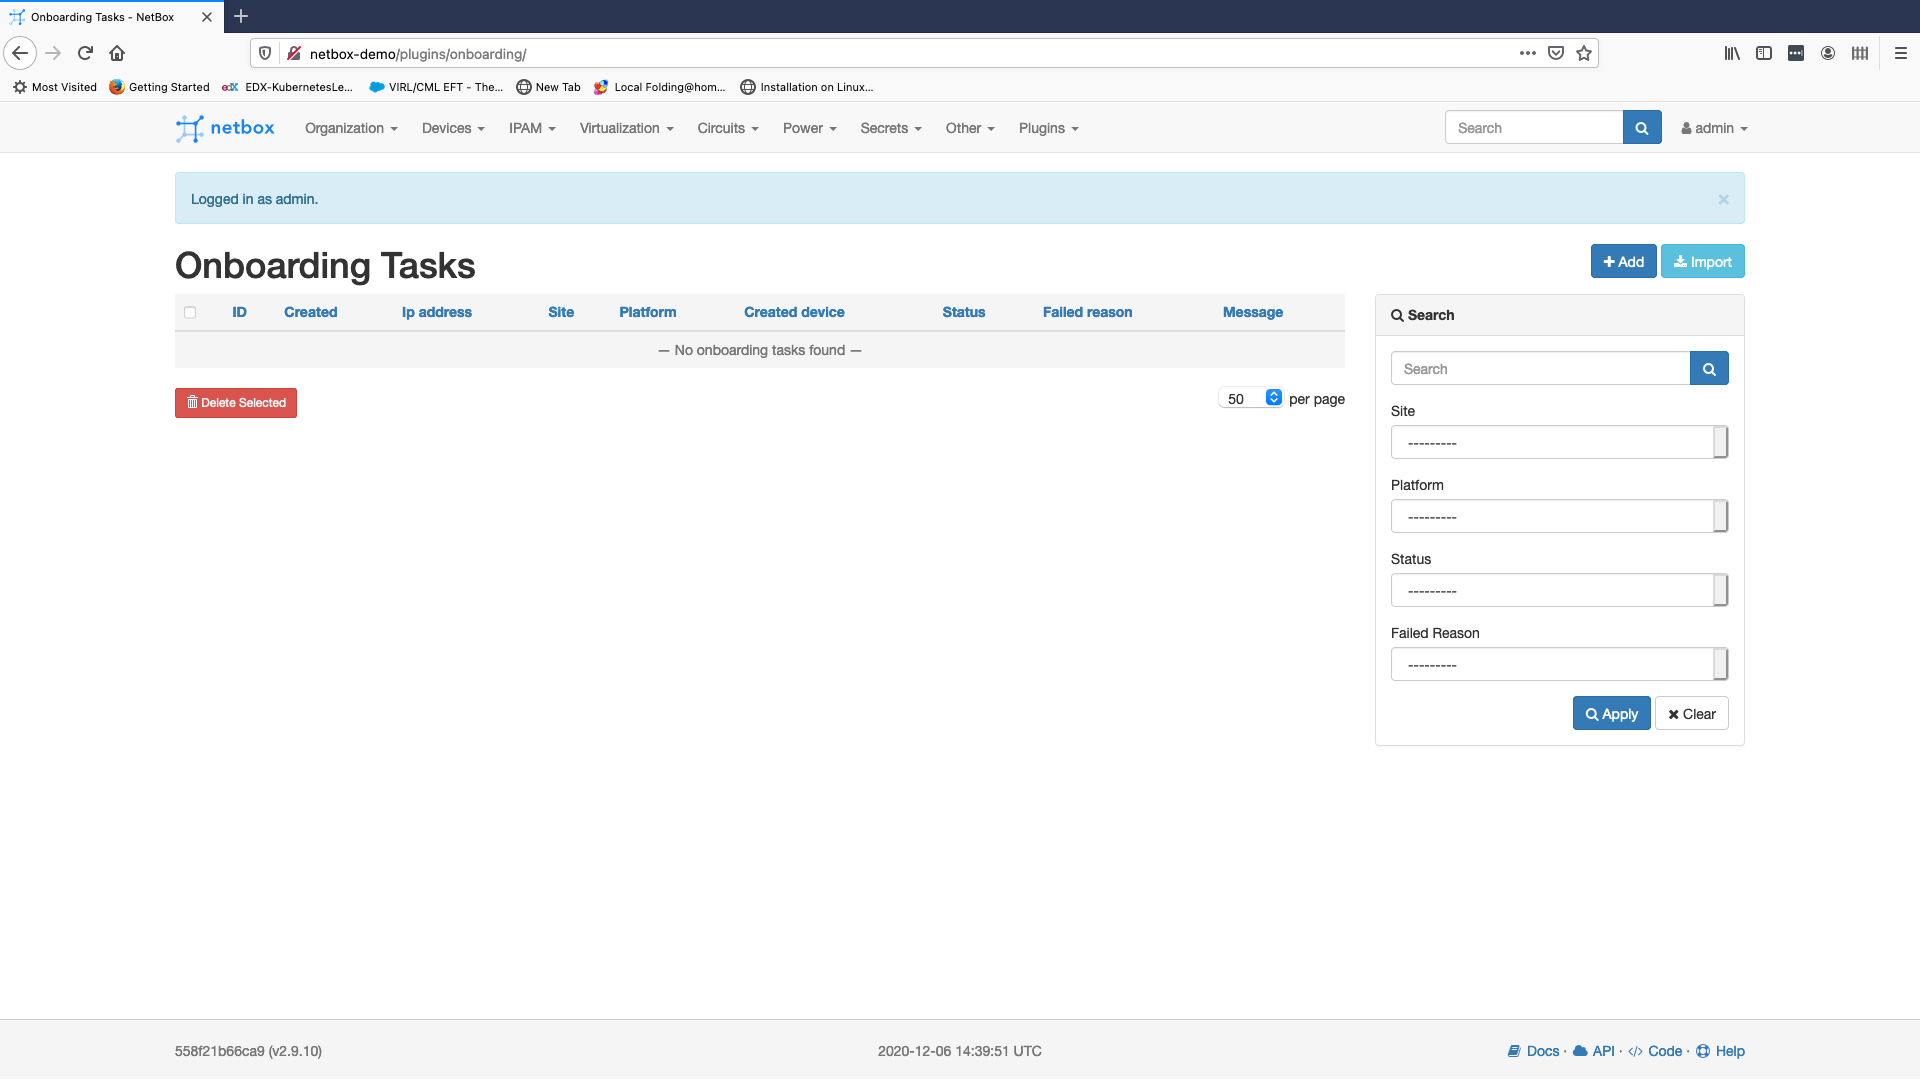 Onboarding Tasks - NetBox
netbox-demo/plugins/onboarding/
Most Visited Getting Started EDX-KubernetesLe... VIRL/CML EFT - The... New Tab Local Folding@hom... Installation on Linux...
netbox Organization Devices IPAM Virtualization Circuits Power Secrets Other Plugins Search admin
Logged in as admin. ×
Onboarding Tasks
Add Import
ID Created Ip address Site Platform Created device Status Failed reason Message
— No onboarding tasks found —
Delete Selected
50 per page
Search
Search
Site
---------
Platform
---------
Status
---------
Failed Reason
---------
Apply Clear
558f21b66ca9 (v2.9.10) 2020-12-06 14:39:51 UTC Docs · API · Code · Help